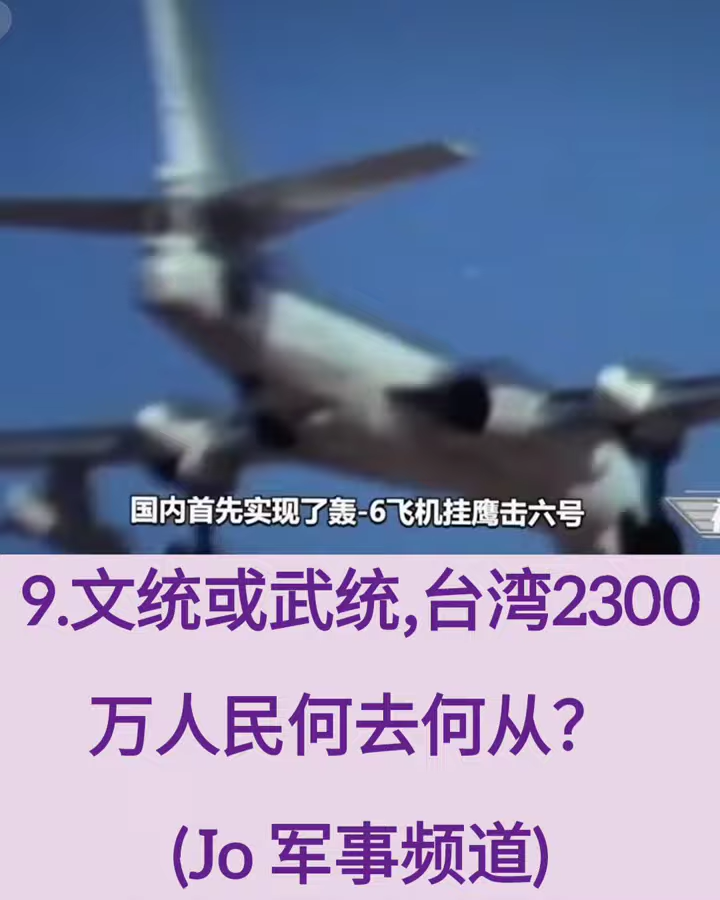 国内首先实现了轰-6飞机挂鹰击六号
9.文统或武统,台湾2300
万人民何去何从?
(Jo 军事频道)